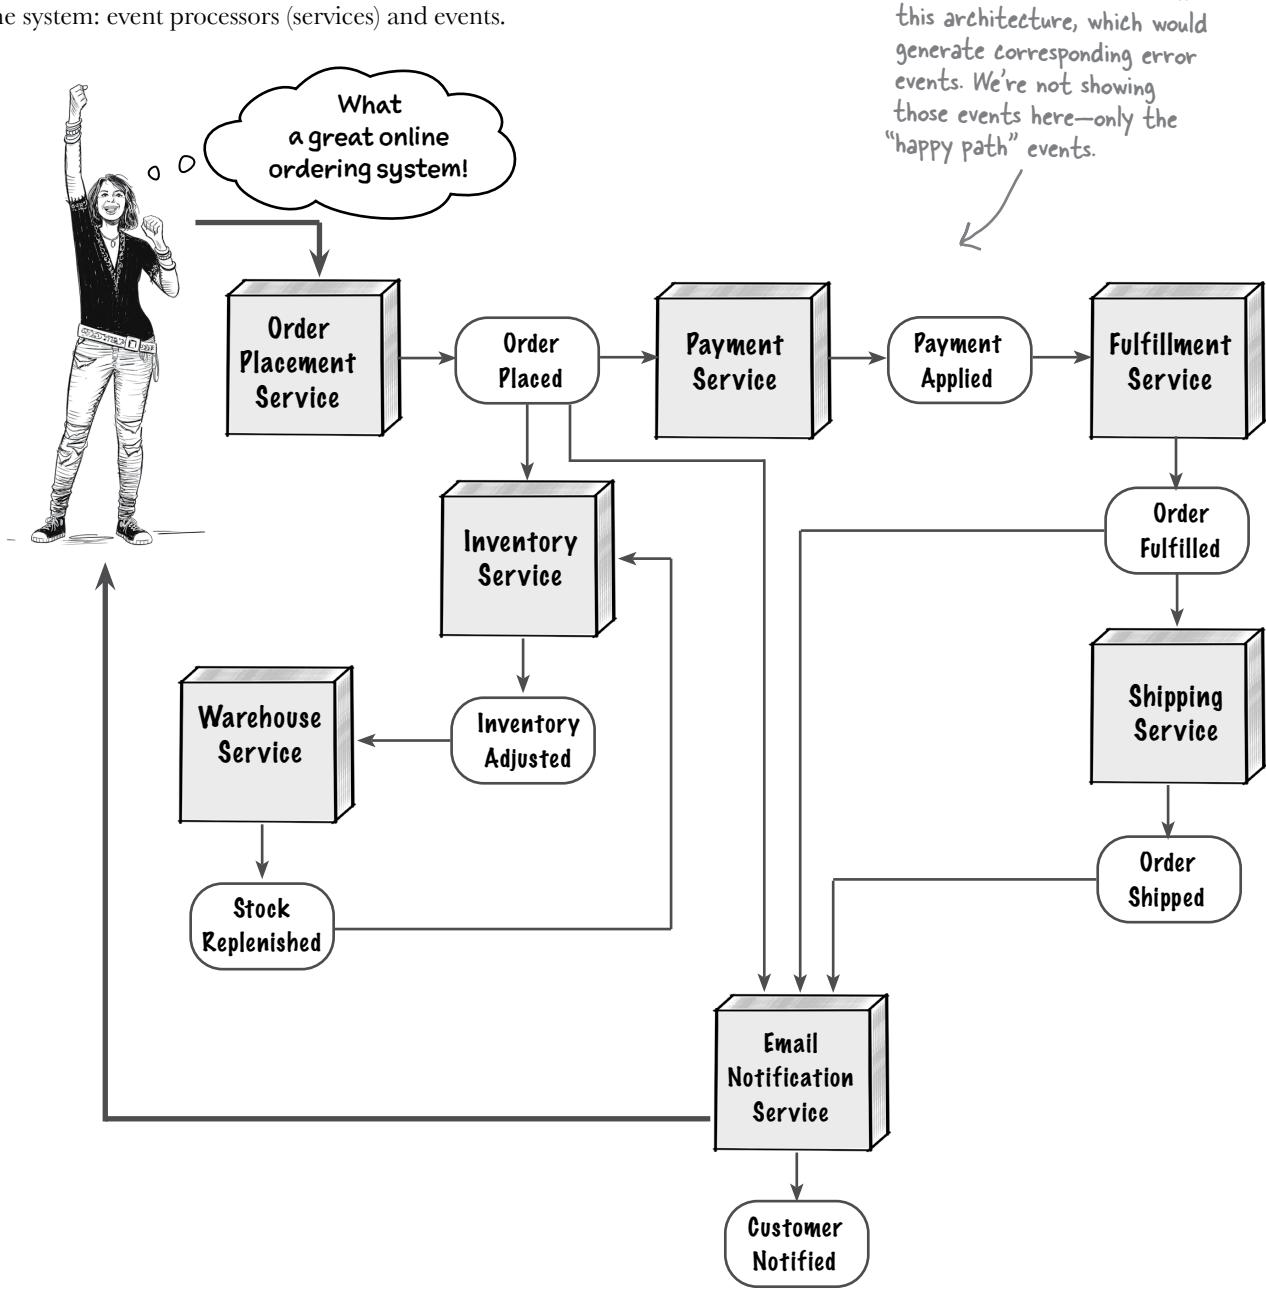 ne system: event processors (services) and events.
this architecture, which would
generate corresponding error
events. We're not showing
those events here—only the
“happy path” events.
What
a great online
ordering system!
Order
Placement
Service
Order
Placed
Payment
Service
Payment
Applied
Fulfillment
Service
Order
Fulfilled
Inventory
Service
Shipping
Service
Warehouse
Service
Inventory
Adjusted
Order
Shipped
Stock
Replenished
Email
Notification
Service
Customer
Notified